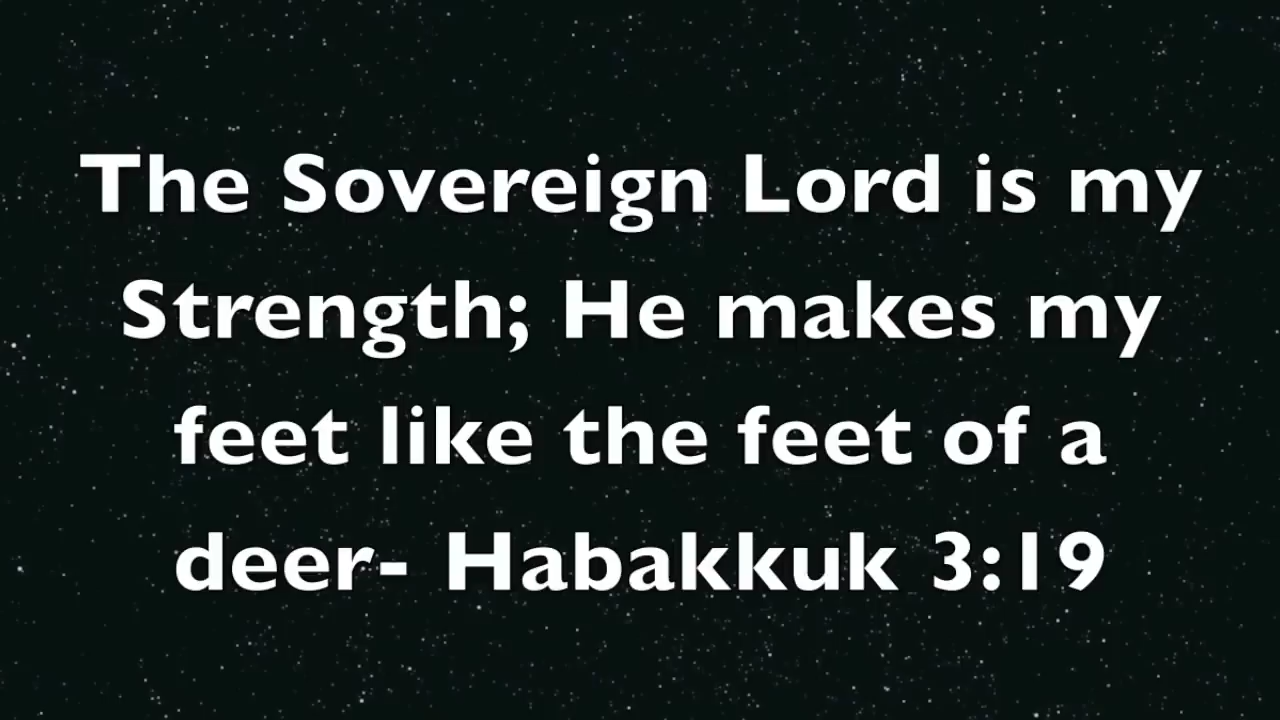 The Sovereign Lord is my
Strength; He makes my
feet like the feet of a
deer- Habakkuk 3:19